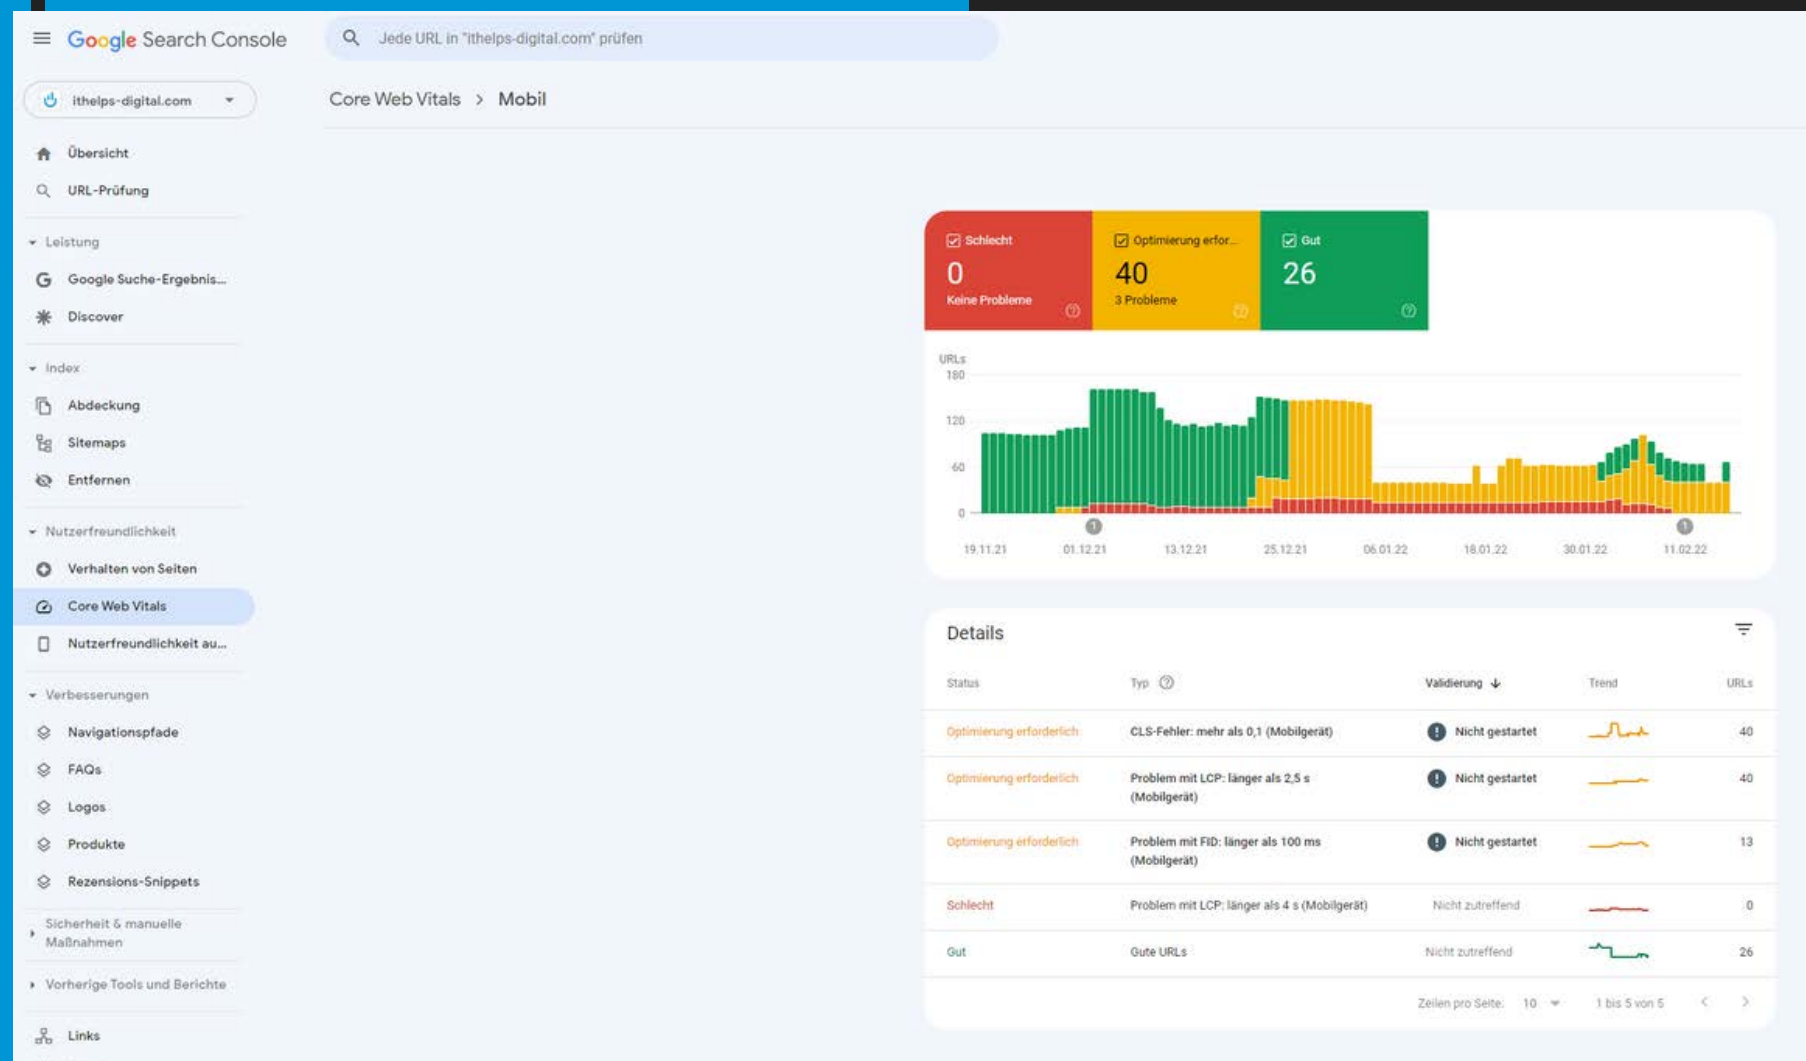 Google Search Console
Jede URL in "ithelps-digital.com" prüfen
ithelps-digital.com
Core Web Vitals > Mobil
Übersicht
URL-Prüfung
Leistung
Google Suche-Ergebnis...
Discover
Index
Abdeckung
Sitemaps
Entfernen
Nutzerfreundlichkeit
Verhalten von Seiten
Core Web Vitals
Nutzerfreundlichkeit au...
Verbesserungen
Navigationspfade
FAQs
Logos
Produkte
Rezensions-Snippets
Sicherheit & manuelle
Maßnahmen
Vorherige Tools und Berichte
Links
Schlecht
0
Keine Probleme
Optimierung erfor...
40
3 Probleme
Gut
26
URLs
180
120
60
0
1 1
19.11.21 01.12.21 13.12.21 25.12.21 06.01.22 18.01.22 30.01.22 11.02.22
Details
Status Typ Validierung Trend URLs
Optimierung erforderlich CLS-Fehler: mehr als 0,1 (Mobilgerät) Nicht gestartet 40
Optimierung erforderlich Problem mit LCP: länger als 2,5 s Nicht gestartet 40
(Mobilgerät)
Optimierung erforderlich Problem mit FID: länger als 100 ms Nicht gestartet 13
(Mobilgerät)
Schlecht Problem mit LCP: länger als 4 s (Mobilgerät) Nicht zutreffend 0
Gut Gute URLs Nicht zutreffend 26
Zeilen pro Seite: 10 1 bis 5 von 5